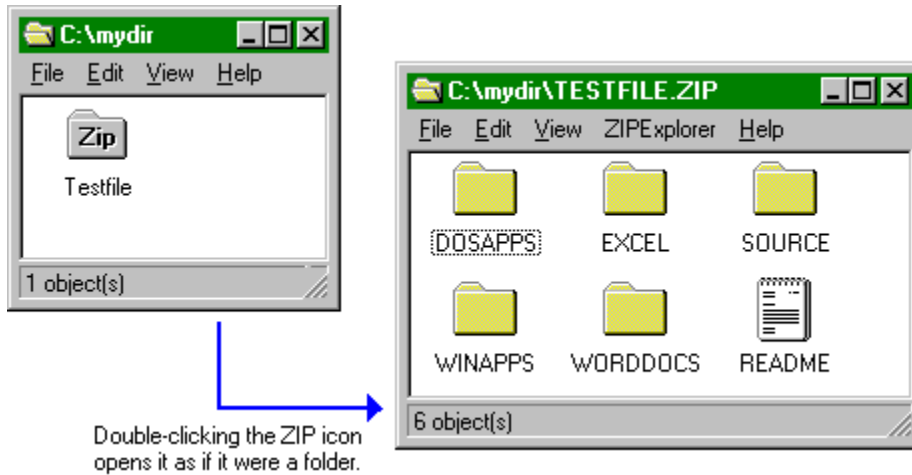 C:\mydir
File Edit View Help
Zip
Testfile
1 object(s)
C:\mydir\TESTFILE.ZIP
File Edit View ZIPExplorer Help
DOSAPPS EXCEL SOURCE
WINAPPS WORDDOCS README
6 object(s)
Double-clicking the ZIP icon
opens it as if it were a folder.